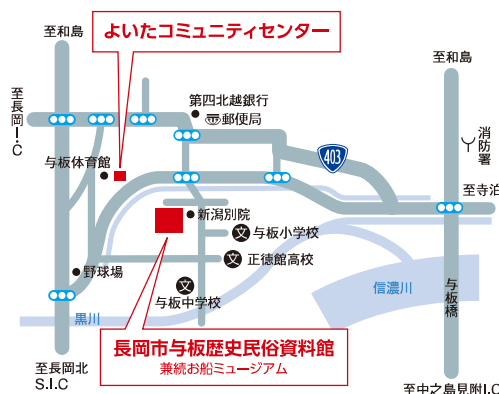 至和島
よいたコミュニティセンター
至和島
至長岡I・C
第四北越銀行
郵便局
403
消防署
与板体育館
至寺泊
新潟別院
文
与板小学校
文
正徳館高校
野球場
文
与板中学校
信濃川
与板橋
黒川
長岡市与板歴史民俗資料館
兼続お船ミュージアム
至長岡北
S.I.C
至中之島見附I.C